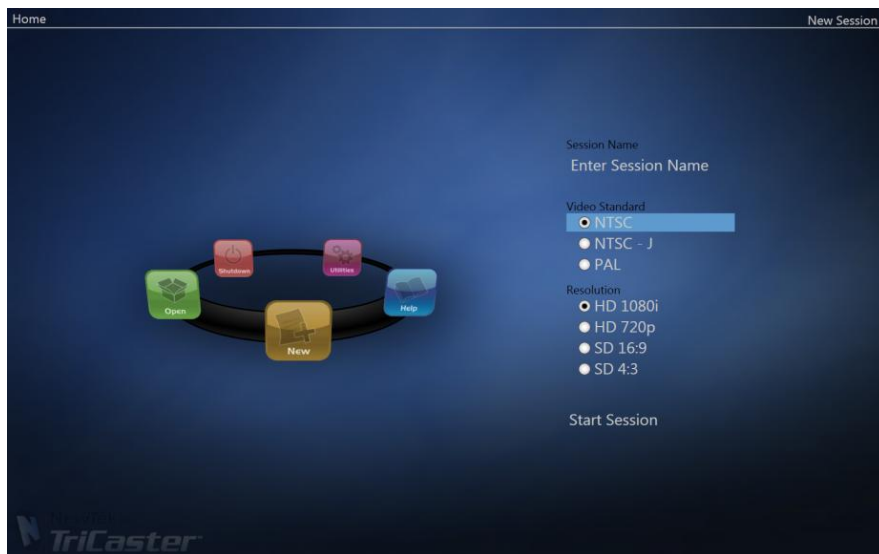 Home
New Session
Session Name
Enter Session Name
Video Standard
NTSC
NTSC - J
PAL
Resolution
HD 1080i
HD 720p
SD 16:9
SD 4:3
Start Session
Shutdown
Utilities
Open
Help
New
NewTek
TriCaster